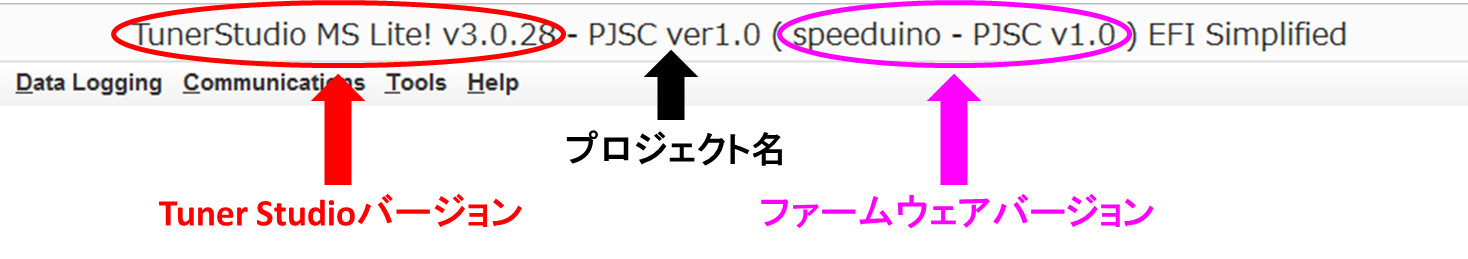 TunerStudio MS Lite! v3.0.28 - PJSC ver1.0 ( speeduino - PJSC v1.0 ) EFI Simplified
Data Logging Communications Tools Help
プロジェクト名
Tuner Studioバージョン ファームウェアバージョン